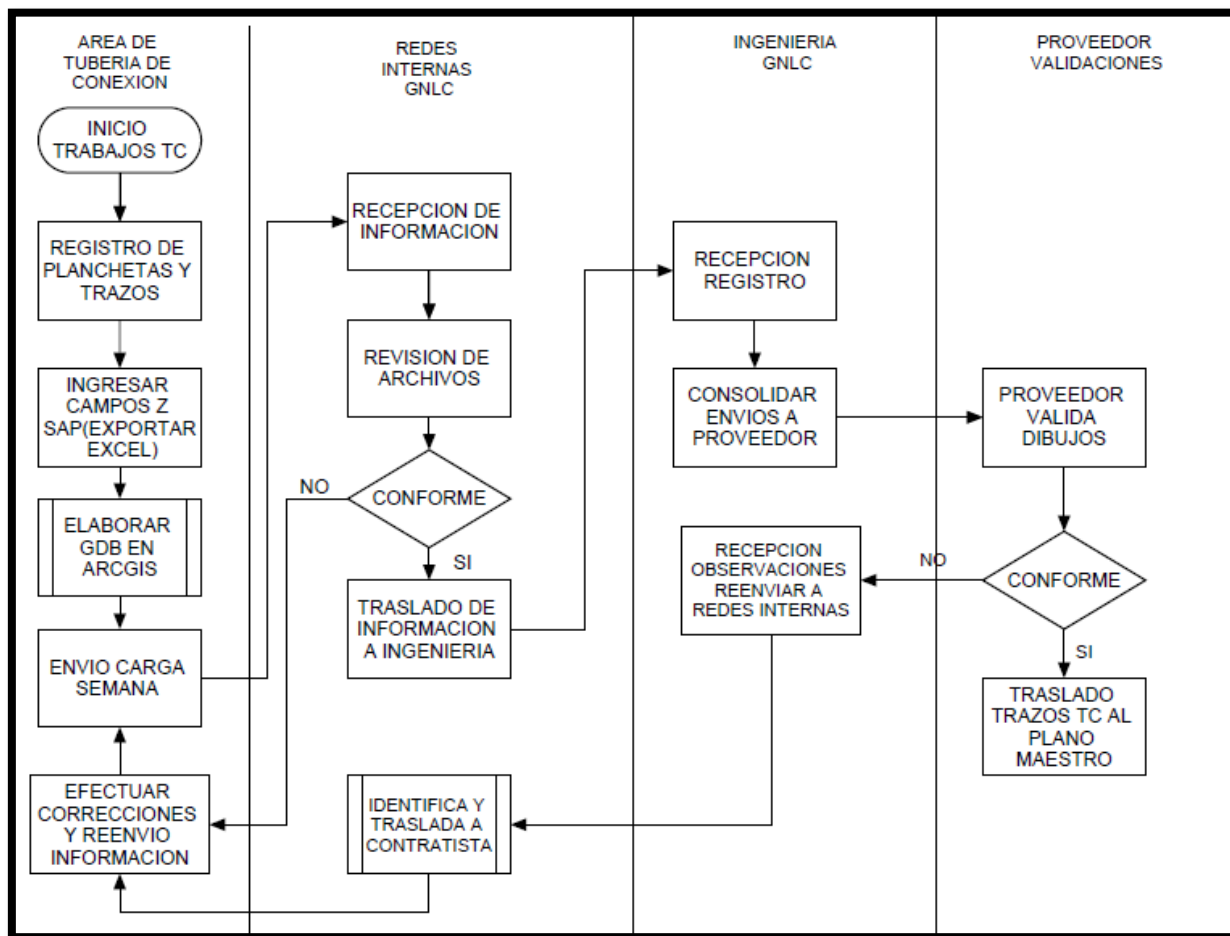 AREA DE
TUBERIA DE
CONEXION
REDES
INTERNAS
GNLC
INGENIERIA
GNLC
PROVEEDOR
VALIDACIONES
INICIO
TRABAJOS TC
REGISTRO DE
PLANCHETAS Y
TRAZOS
INGRESAR
CAMPOS Z
SAP(EXPORTAR
EXCEL)
ELABORAR
GDB EN
ARCGIS
ENVIO CARGA
SEMANA
EFECTUAR
CORRECCIONES
Y REENVIO
INFORMACION
RECEPCION DE
INFORMACION
REVISION DE
ARCHIVOS
CONFORME
NO
SI
TRASLADO DE
INFORMACION
A INGENIERIA
IDENTIFICA Y
TRASLADA A
CONTRATISTA
RECEPCION
REGISTRO
CONSOLIDAR
ENVIOS A
PROVEEDOR
RECEPCION
OBSERVACIONES
REENVIAR A
REDES INTERNAS
PROVEEDOR
VALIDA
DIBUJOS
CONFORME
NO
SI
TRASLADO
TRAZOS TC AL
PLANO
MAESTRO